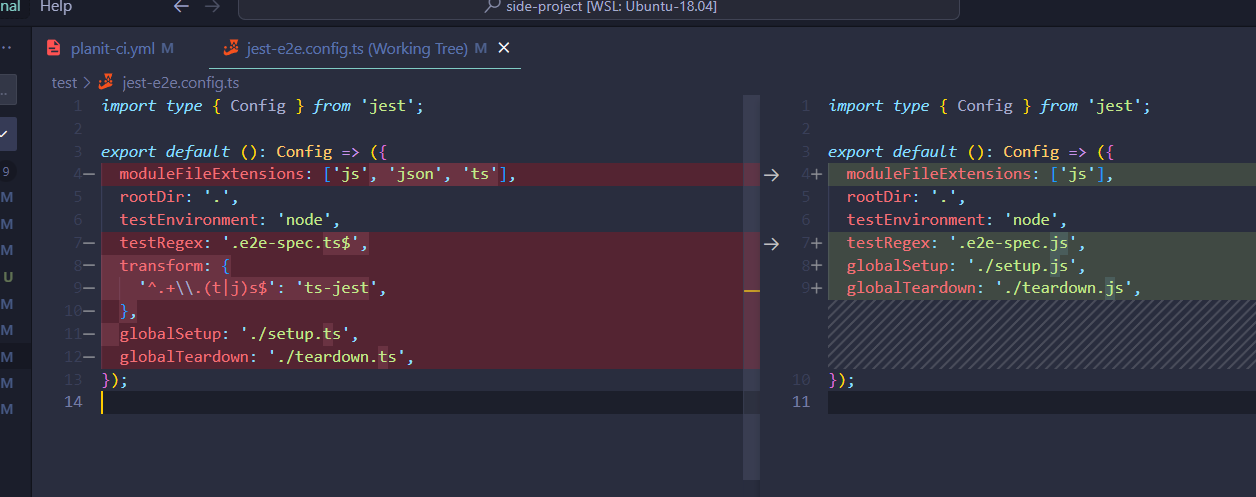 nal Help side-project [WSL: Ubuntu-18.04]
planit-ci.yml M jest-e2e.config.ts (Working Tree) M
test > jest-e2e.config.ts
1 import type { Config } from 'jest';
2
3 export default (): Config => ({
4— moduleFileExtensions: ['js', 'json', 'ts'],
5 rootDir: '.',
6 testEnvironment: 'node',
7— testRegex: '.e2e-spec.ts$',
8— transform: {
9— '^.+\\.(t|j)s$': 'ts-jest',
10— },
11— globalSetup: './setup.ts',
12— globalTeardown: './teardown.ts',
13 });
14
1 import type { Config } from 'jest';
2
3 export default (): Config => ({
4+ moduleFileExtensions: ['js'],
5 rootDir: '.',
6 testEnvironment: 'node',
7+ testRegex: '.e2e-spec.js',
8+ globalSetup: './setup.js',
9+ globalTeardown: './teardown.js',
10 });
11
9
M
M
M
U
M
M
M
M
M